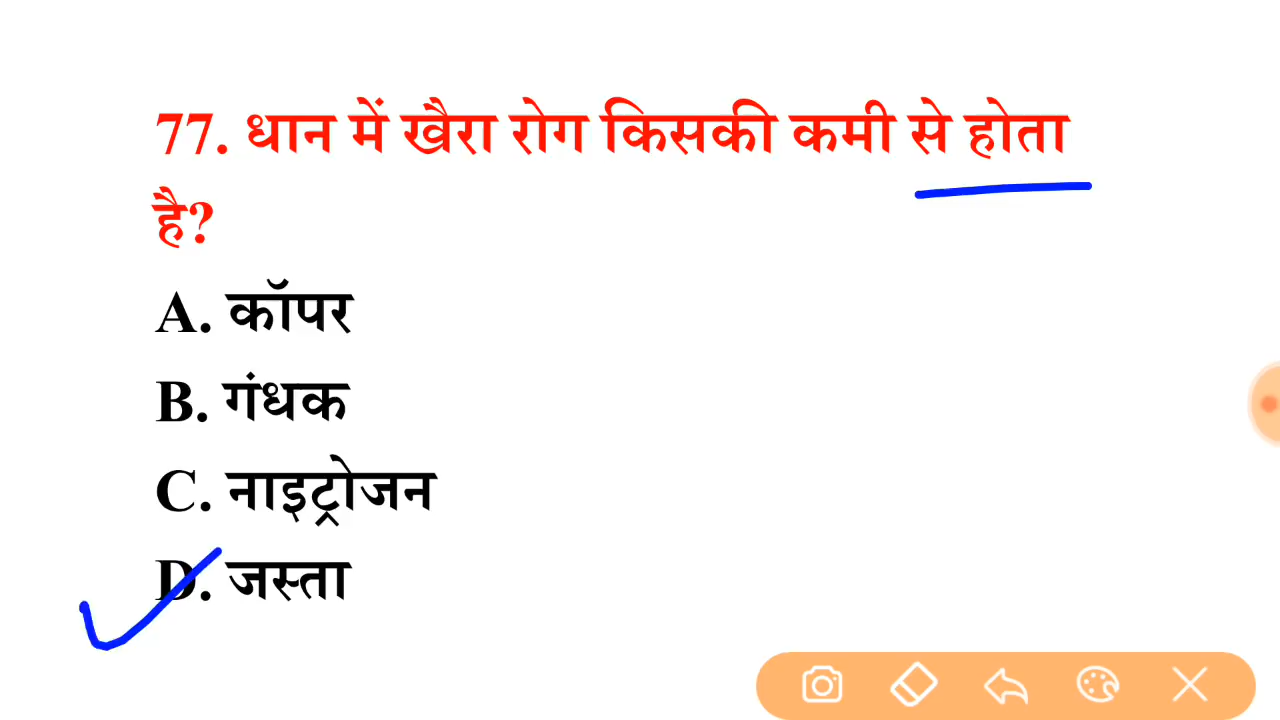 77. धान में खैरा रोग किसकी कमी से होता
है?
A. कॉपर
B. गंधक
C. नाइट्रोजन
D. जस्ता